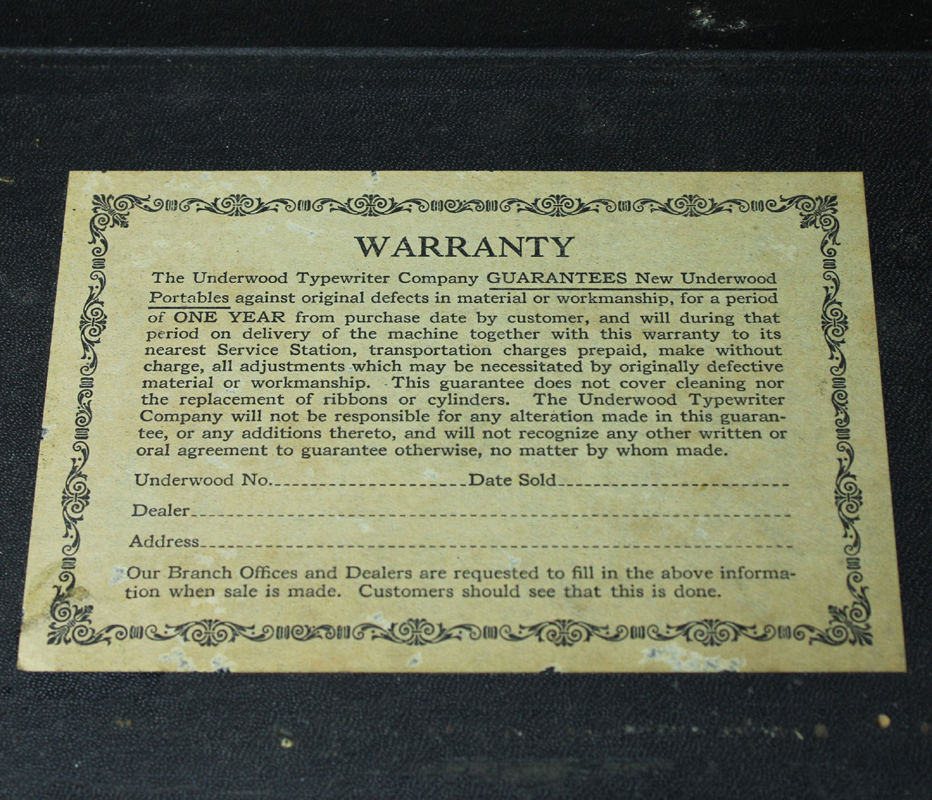 WARRANTY
The Underwood Typewriter Company GUARANTEES New Underwood
Portables against original defects in material or workmanship, for a period
of ONE YEAR from purchase date by customer, and will during that
period on delivery of the machine together with this warranty to its
nearest Service Station, transportation charges prepaid, make without
charge, all adjustments which may be necessitated by originally defective
material or workmanship. This guarantee does not cover cleaning nor
the replacement of ribbons or cylinders. The Underwood Typewriter
Company will not be responsible for any alteration made in this guaran-
tee, or any additions thereto, and will not recognize any other written or
oral agreement to guarantee otherwise, no matter by whom made.
Underwood No. Date Sold
Dealer
Address
Our Branch Offices and Dealers are requested to fill in the above informa-
tion when sale is made. Customers should see that this is done.